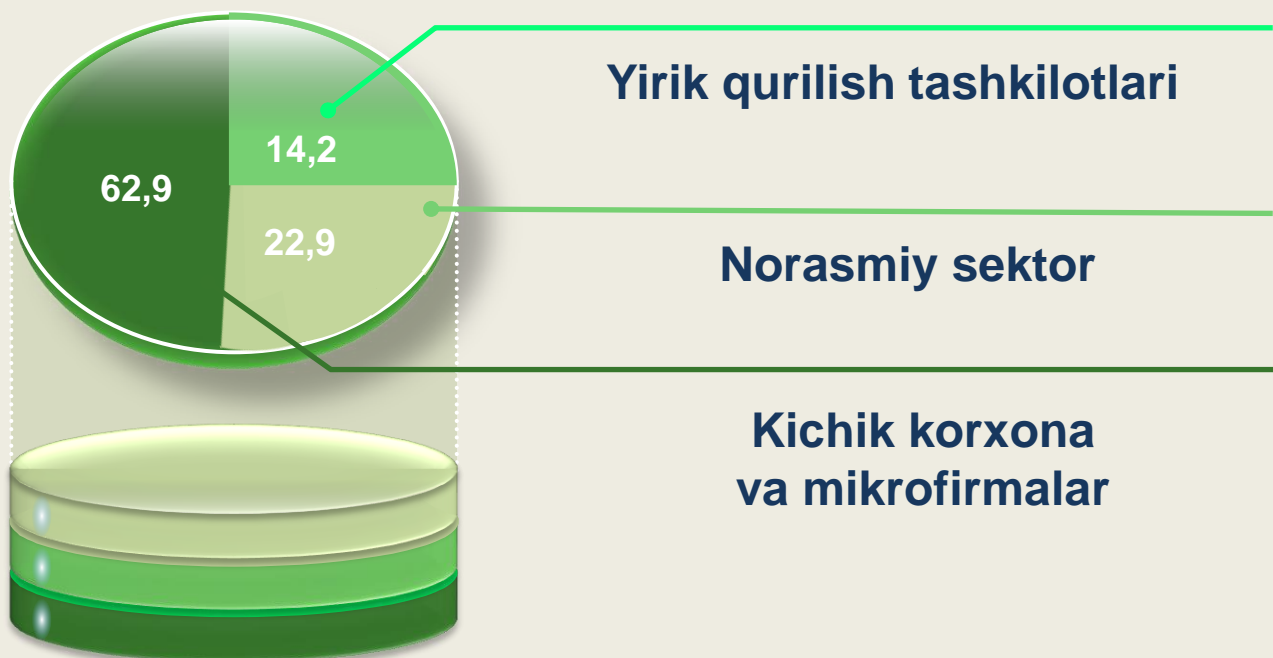 Yirik qurilish tashkilotlari
14,2
62,9
22,9
Norasmiy sektor
Kichik korxona
va mikrofirmalar